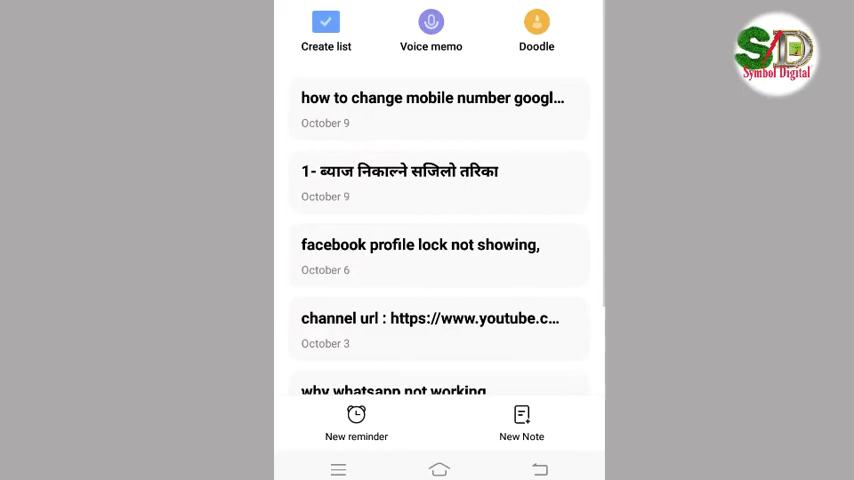 Create list
Voice memo
Doodle
S/D
Symbol Digital
how to change mobile number googl...
October 9
1- ब्याज निकाल्ने सजिलो तरिका
October 9
facebook profile lock not showing,
October 6
channel url : https://www.youtube.c...
October 3
why whatsapp not working
New reminder
New Note